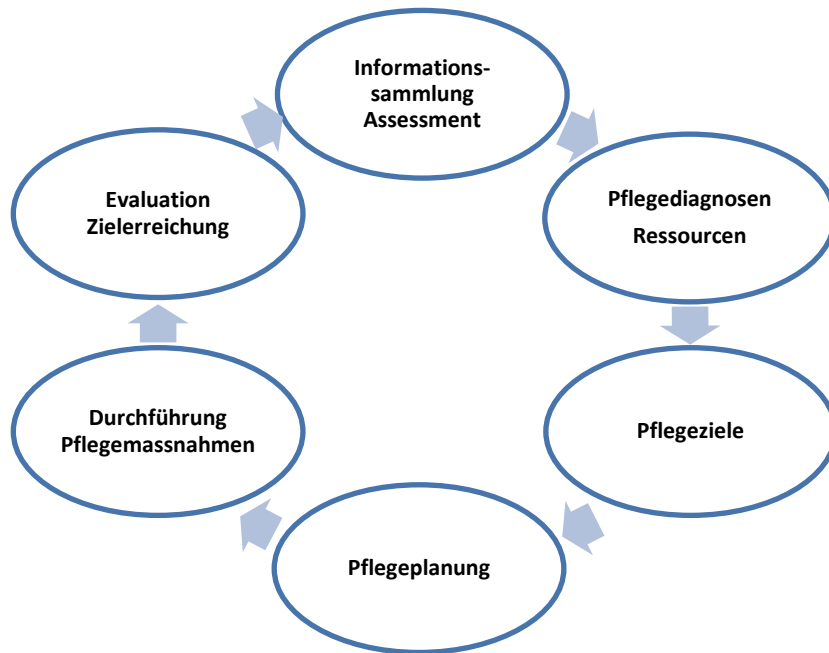 Informations-
sammlung
Assessment
Pflegediagnosen
Ressourcen
Pflegeziele
Pflegeplanung
Durchführung
Pflegemassnahmen
Evaluation
Zielerreichung